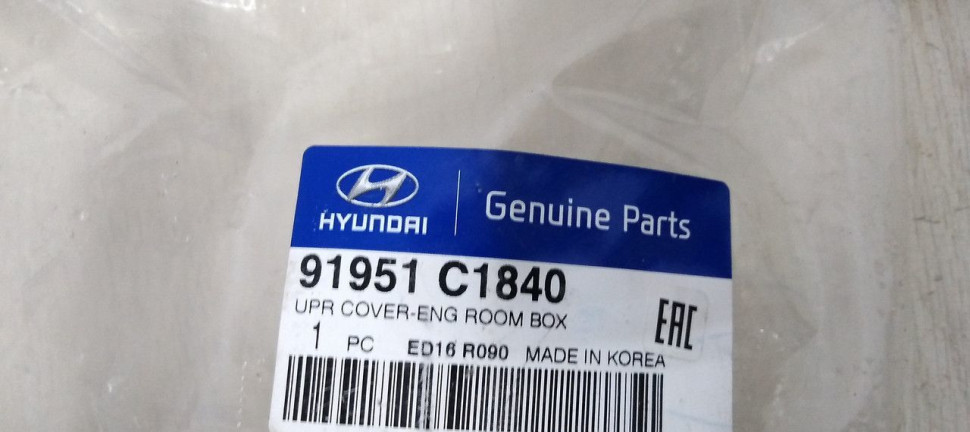 HYUNDAI
Genuine Parts
91951 C1840
UPR COVER-ENG ROOM BOX
EAC
1 PC ED16 R090 MADE IN KOREA